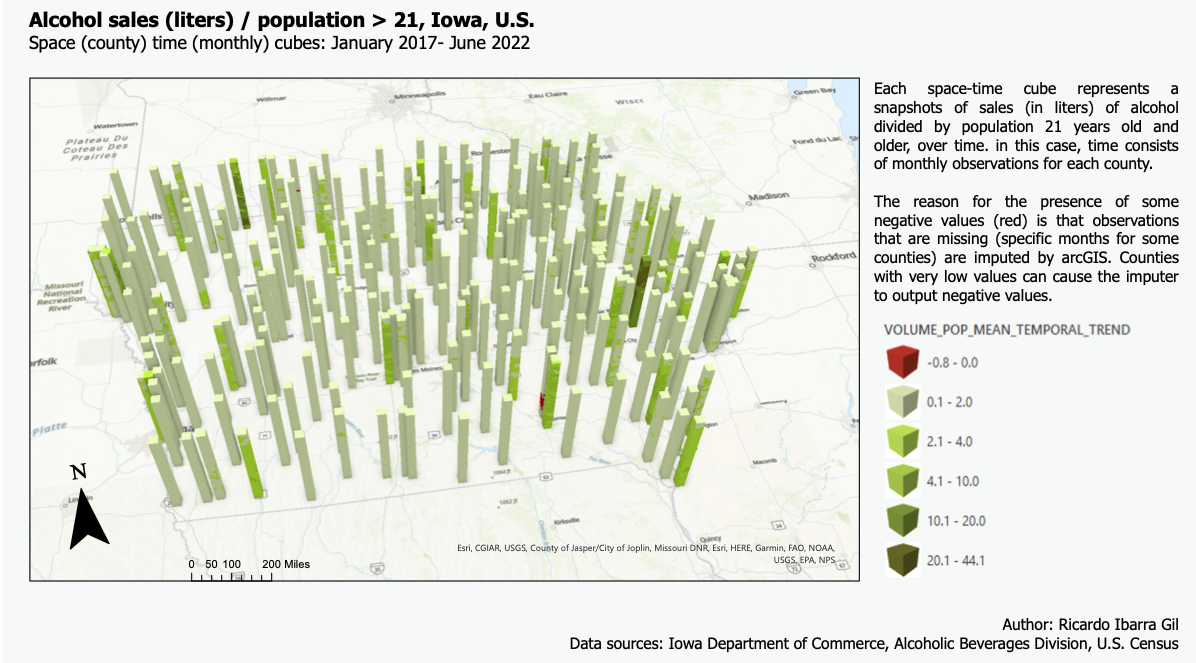 Alcohol sales (liters) / population > 21, Iowa, U.S.
Space (county) time (monthly) cubes: January 2017- June 2022
Each space-time cube represents a
snapshots of sales (in liters) of alcohol
divided by population 21 years old and
older, over time. in this case, time consists
of monthly observations for each county.
The reason for the presence of some
negative values (red) is that observations
that are missing (specific months for some
counties) are imputed by arcGIS. Counties
with very low values can cause the imputer
to output negative values.
VOLUME_POP_MEAN_TEMPORAL_TREND
-0.8 - 0.0
0.1 - 2.0
2.1 - 4.0
4.1 - 10.0
10.1 - 20.0
20.1 - 44.1
Willmar
Minneapolis
Eau Claire
Wisc
Green Bay
Watertown
Plateau Du
Coteau Des
Prairies
Fond du Lac
Rochester
Madison
Rockford
Missouri
National
Recreation
River
rfolk
Platte
Macomb
Kirksville
Quincy
1064 ft
1062 ft
N
0 50 100 200 Miles
Esri, CGIAR, USGS, County of Jasper/City of Joplin, Missouri DNR, Esri, HERE, Garmin, FAO, NOAA,
USGS, EPA, NPS
Author: Ricardo Ibarra Gil
Data sources: Iowa Department of Commerce, Alcoholic Beverages Division, U.S. Census